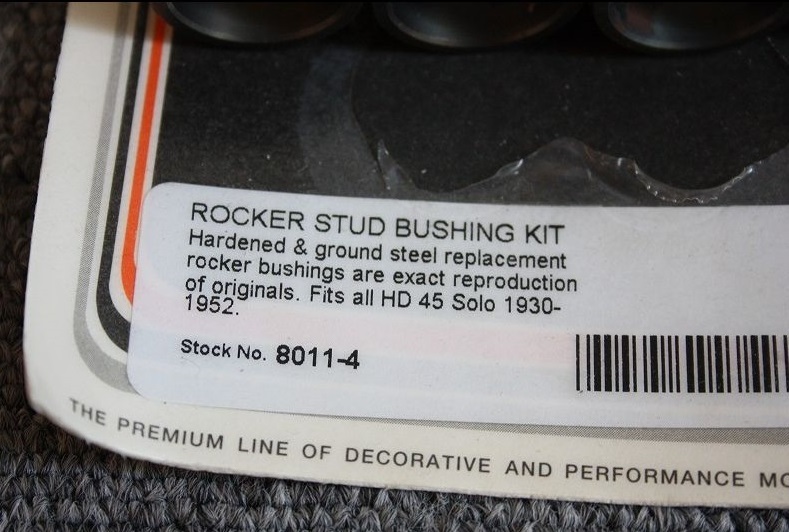 ROCKER STUD BUSHING KIT
Hardened & ground steel replacement
rocker bushings are exact reproduction
of originals. Fits all HD 45 Solo 1930-
1952.
Stock No. 8011-4
THE PREMIUM LINE OF DECORATIVE AND PERFORMANCE